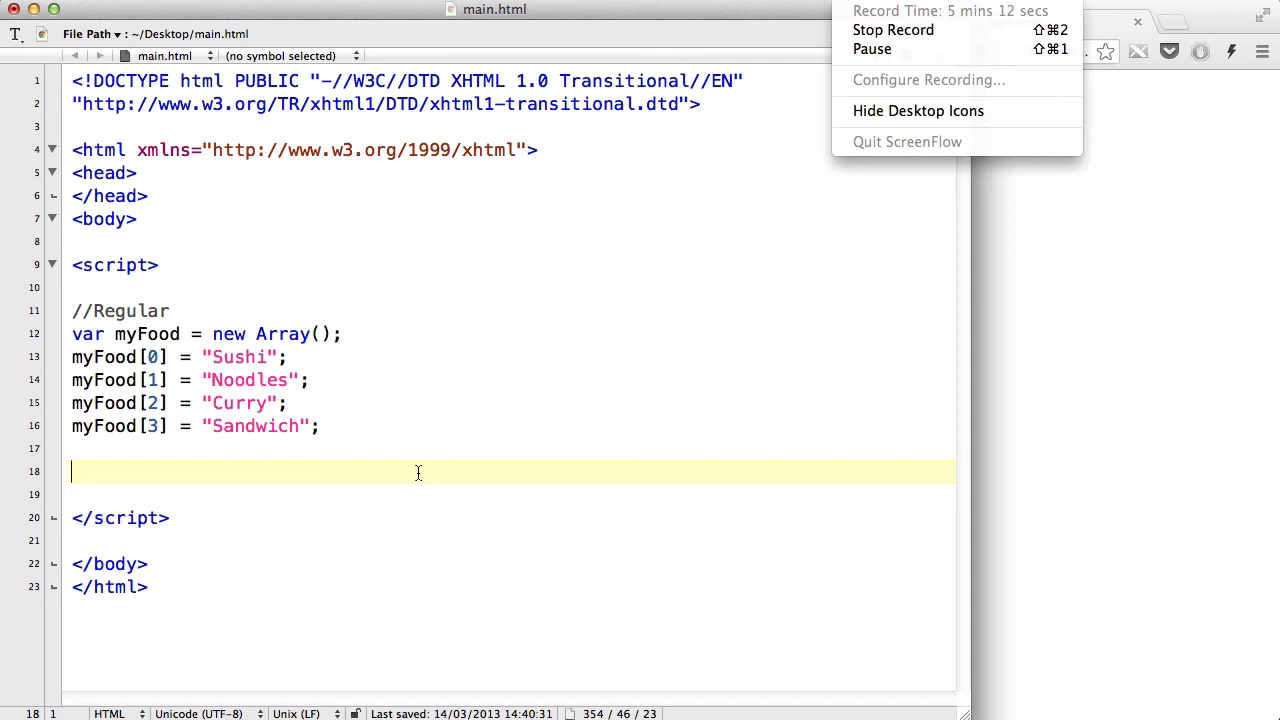 main.html
Record Time: 5 mins 12 secs
Stop Record ⇧⌘2
Pause ⇧⌘1
Configure Recording...
Hide Desktop Icons
Quit ScreenFlow
File Path ▾ : ~/Desktop/main.html
main.html (no symbol selected)
1 <!DOCTYPE html PUBLIC "-//W3C//DTD XHTML 1.0 Transitional//EN"
2 "http://www.w3.org/TR/xhtml1/DTD/xhtml1-transitional.dtd">
3
4 <html xmlns="http://www.w3.org/1999/xhtml">
5 <head>
6 </head>
7 <body>
8
9 <script>
10
11 //Regular
12 var myFood = new Array();
13 myFood[0] = "Sushi";
14 myFood[1] = "Noodles";
15 myFood[2] = "Curry";
16 myFood[3] = "Sandwich";
17
18
19
20 </script>
21
22 </body>
23 </html>
18 1 HTML Unicode (UTF-8) Unix (LF) Last saved: 14/03/2013 14:40:31 354 / 46 / 23